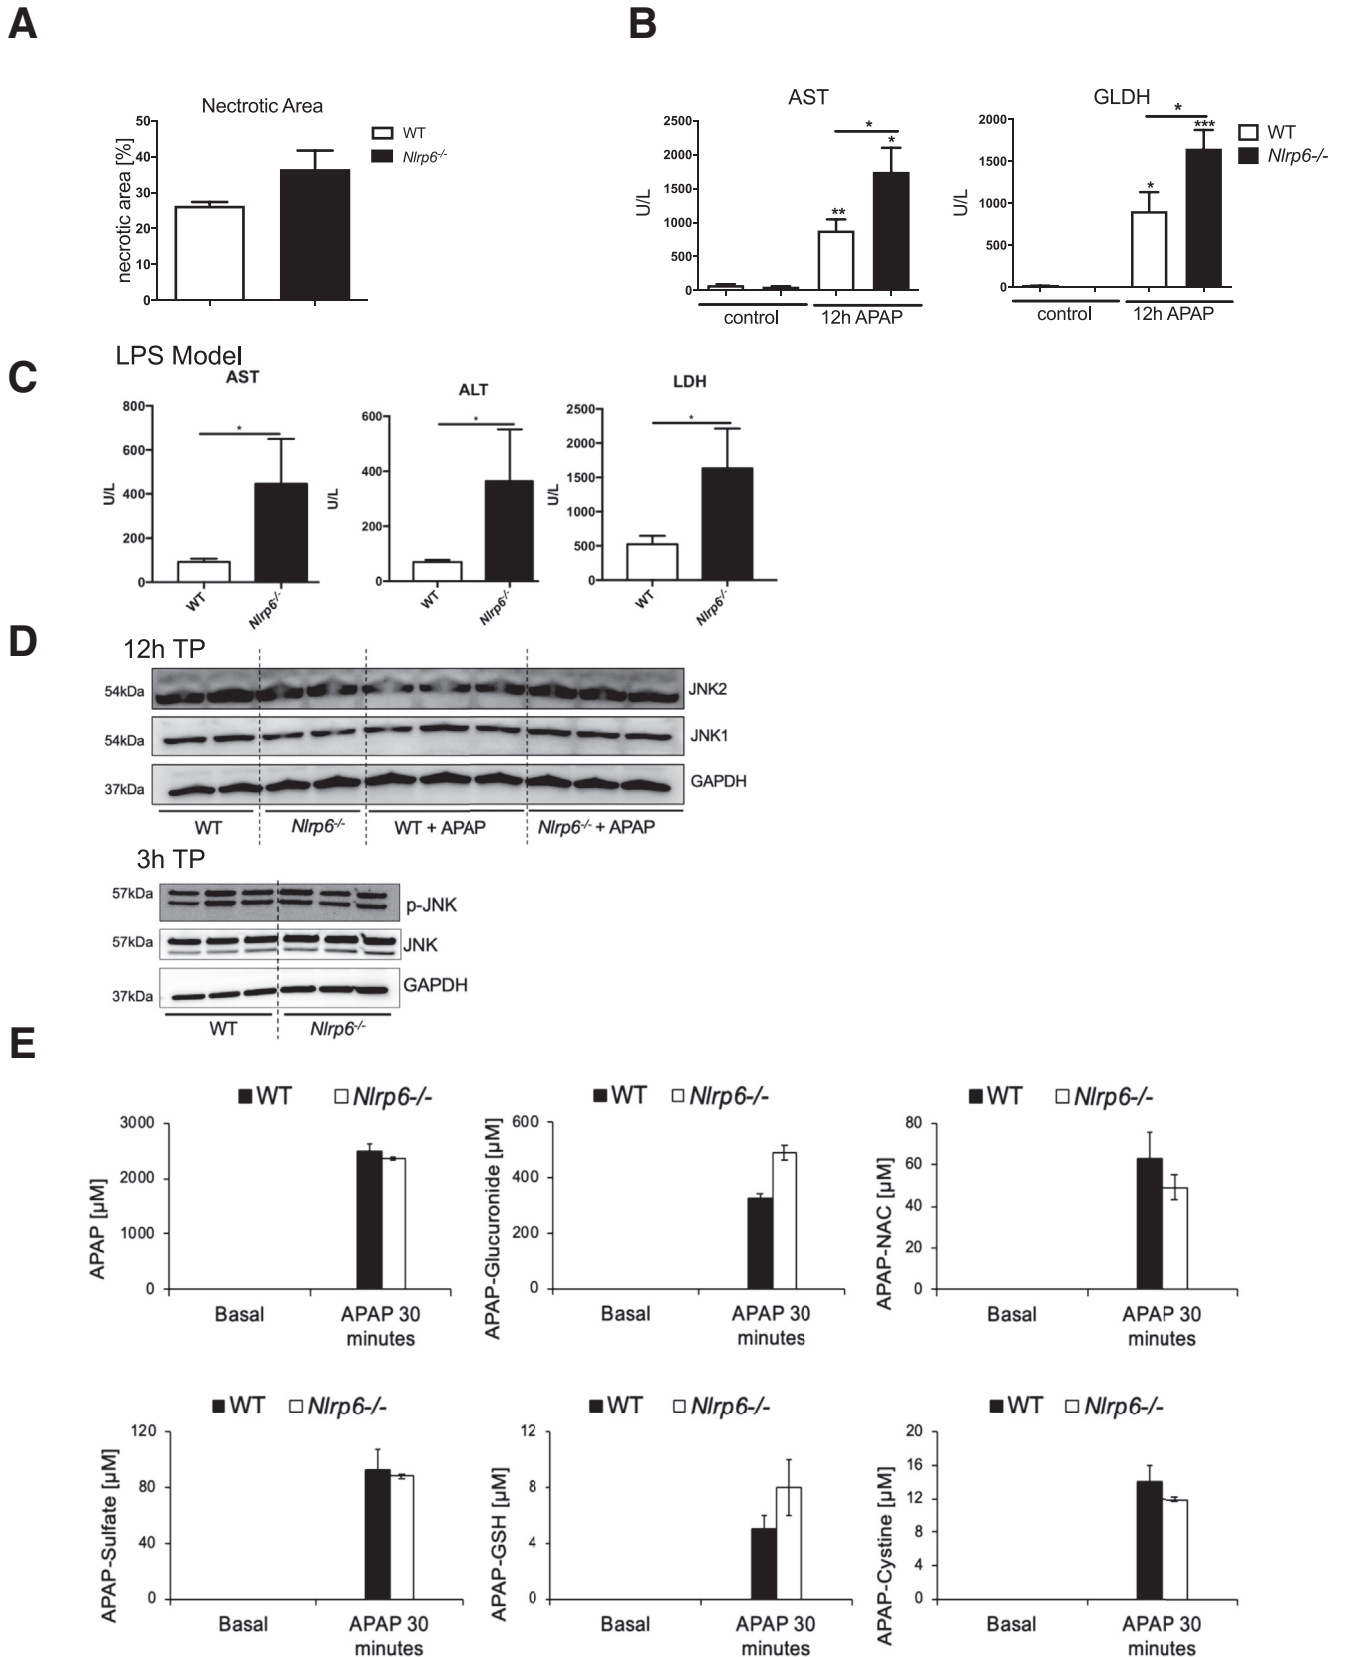 A
B
Nectrotic Area
necrotic area [%]
50
40
30
20
10
0
WT
Nlrp6-/-
AST
U/L
2500
2000
1500
1000
500
0
*
*
**
control
12h APAP
GLDH
U/L
2000
1500
1000
500
0
*
***
*
control
12h APAP
WT
Nlrp6-/-
C
LPS Model
AST
U/L
800
600
400
200
0
*
WT
Nlrp6-/-
ALT
U/L
600
400
200
0
*
WT
Nlrp6-/-
LDH
U/L
2500
2000
1500
1000
500
0
*
WT
Nlrp6-/-
D
12h TP
54kDa
JNK2
54kDa
JNK1
37kDa
GAPDH
WT
Nlrp6-/-
WT + APAP
Nlrp6-/- + APAP
3h TP
57kDa
p-JNK
57kDa
JNK
37kDa
GAPDH
WT
Nlrp6-/-
E
WT
Nlrp6-/-
APAP [µM]
3000
2000
1000
0
Basal
APAP 30
minutes
WT
Nlrp6-/-
APAP-Glucuronide [µM]
600
400
200
0
Basal
APAP 30
minutes
WT
Nlrp6-/-
APAP-NAC [µM]
80
60
40
20
0
Basal
APAP 30
minutes
WT
Nlrp6-/-
APAP-Sulfate [µM]
120
80
40
0
Basal
APAP 30
minutes
WT
Nlrp6-/-
APAP-GSH [µM]
12
8
4
0
Basal
APAP 30
minutes
WT
Nlrp6-/-
APAP-Cystine [µM]
20
16
12
8
4
0
Basal
APAP 30
minutes